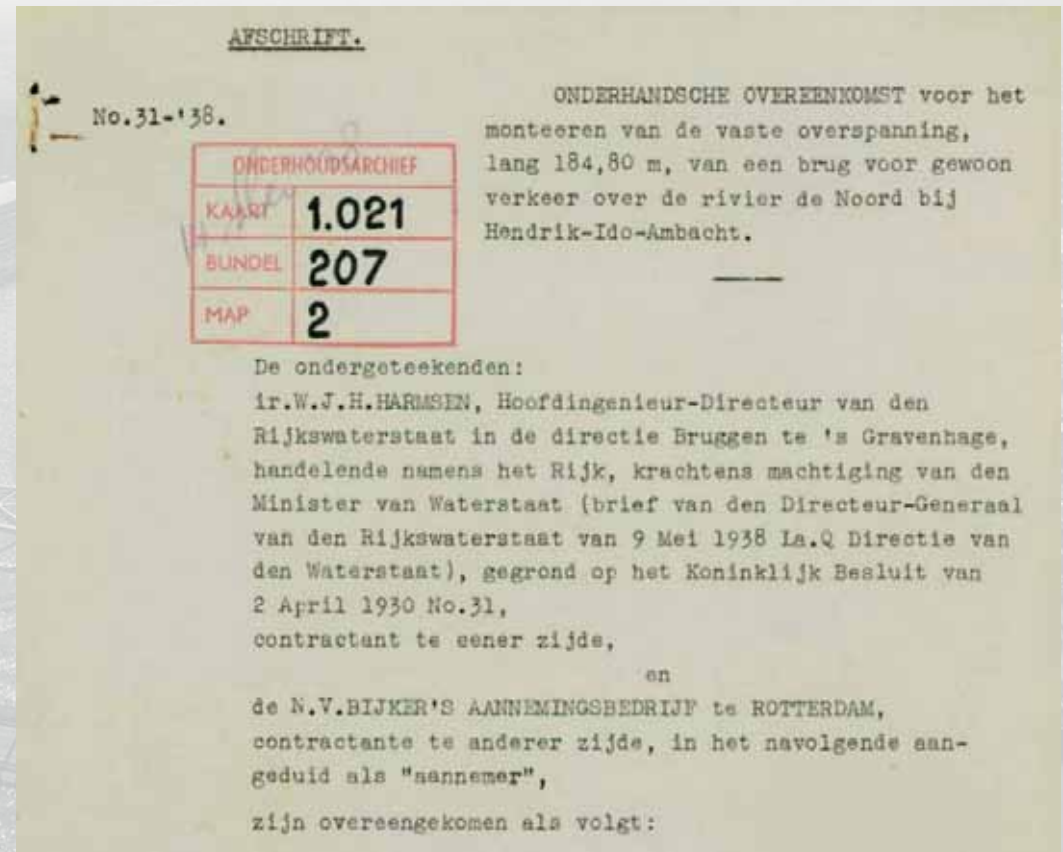 AFSCHRIFT.
No.31-'38.
ONDERHANDSCHE OVEREENKOMST voor het
monteeren van de vaste overspanning,
lang 184,80 m, van een brug voor gewoon
verkeer over de rivier de Noord bij
Hendrik-Ido-Ambacht.
ONDERHOUDSARCHIEF
KAART 1.021
BUNDEL 207
MAP 2
De ondergeteekenden:
ir.W.J.H.HARMSEN, Hoofdingenieur-Directeur van den
Rijkswaterstaat in de directie Bruggen te 's Gravenhage,
handelende namens het Rijk, krachtens machtiging van den
Minister van Waterstaat (brief van den Directeur-Generaal
van den Rijkswaterstaat van 9 Mei 1938 La.Q Directie van
den Waterstaat), gegrond op het Koninklijk Besluit van
2 April 1930 No.31,
contractant te eener zijde,
en
de N.V.BIJKER'S AANNEMINGSBEDRIJF te ROTTERDAM,
contractante te anderer zijde, in het navolgende aan-
geduid als "aannemer",
zijn overeengekomen als volgt: